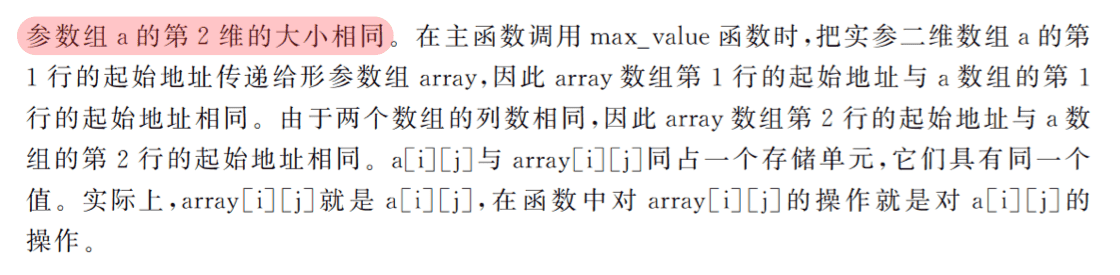 参数组 a 的第 2 维的大小相同。在主函数调用 max_value 函数时,把实参二维数组 a 的第
1 行的起始地址传递给形参数组 array,因此 array 数组第 1 行的起始地址与 a 数组的第 1
行的起始地址相同。由于两个数组的列数相同,因此 array 数组第 2 行的起始地址与 a 数
组的第 2 行的起始地址相同。a[i][j]与 array[i][j]同占一个存储单元,它们具有同一个
值。实际上,array[i][j]就是 a[i][j],在函数中对 array[i][j]的操作就是对 a[i][j]的
操作。